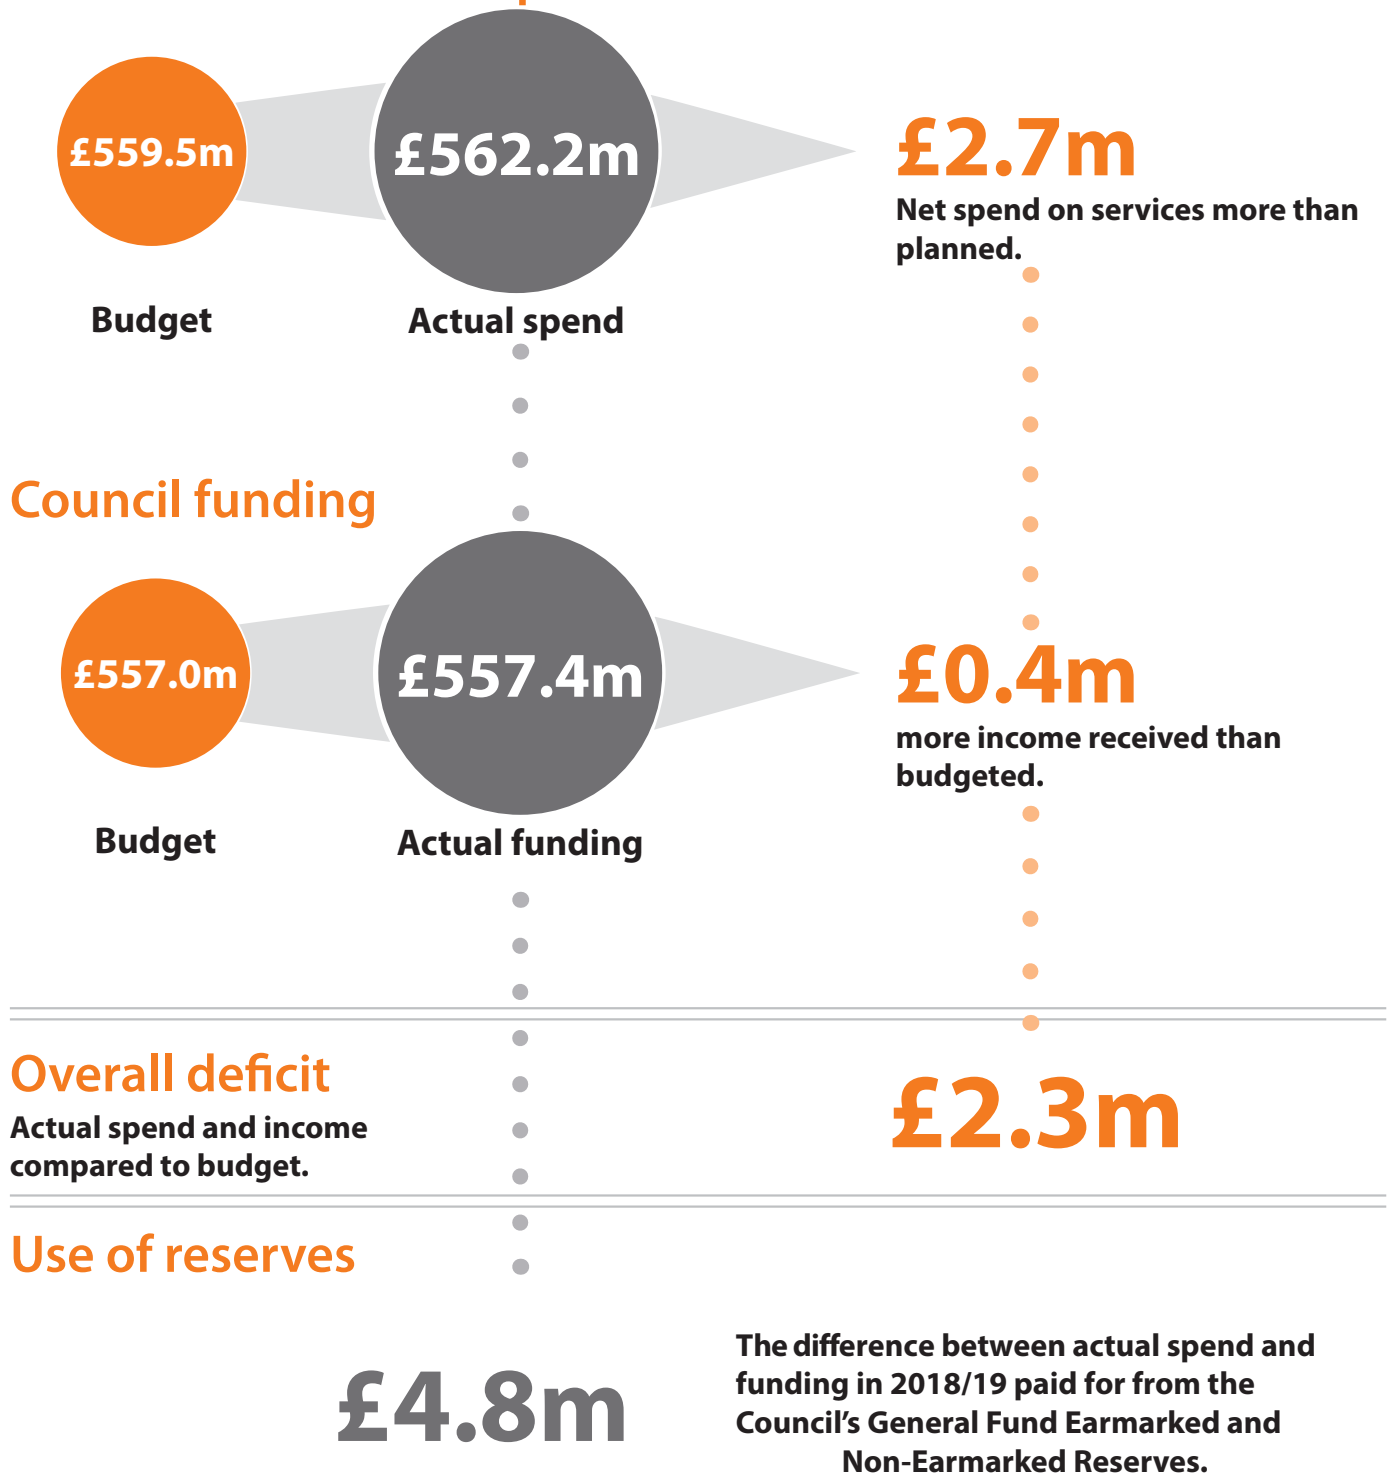 £559.5m
£562.2m
£2.7m
Net spend on services more than
planned.
Budget
Actual spend
Council funding
£557.0m
£557.4m
£0.4m
more income received than
budgeted.
Budget
Actual funding
Overall deficit
Actual spend and income
compared to budget.
£2.3m
Use of reserves
£4.8m
The difference between actual spend and
funding in 2018/19 paid for from the
Council’s General Fund Earmarked and
Non-Earmarked Reserves.